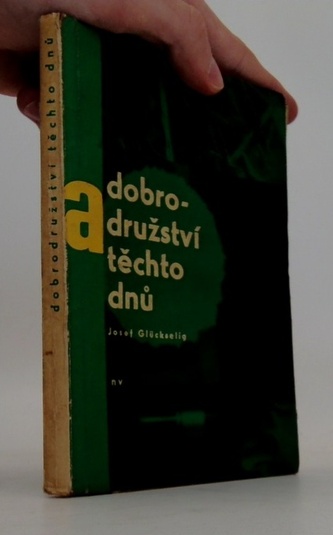 dobrodružství těchto dnů
a
dobro-
družství
těchto
dnů
Josef Glückselig
nv